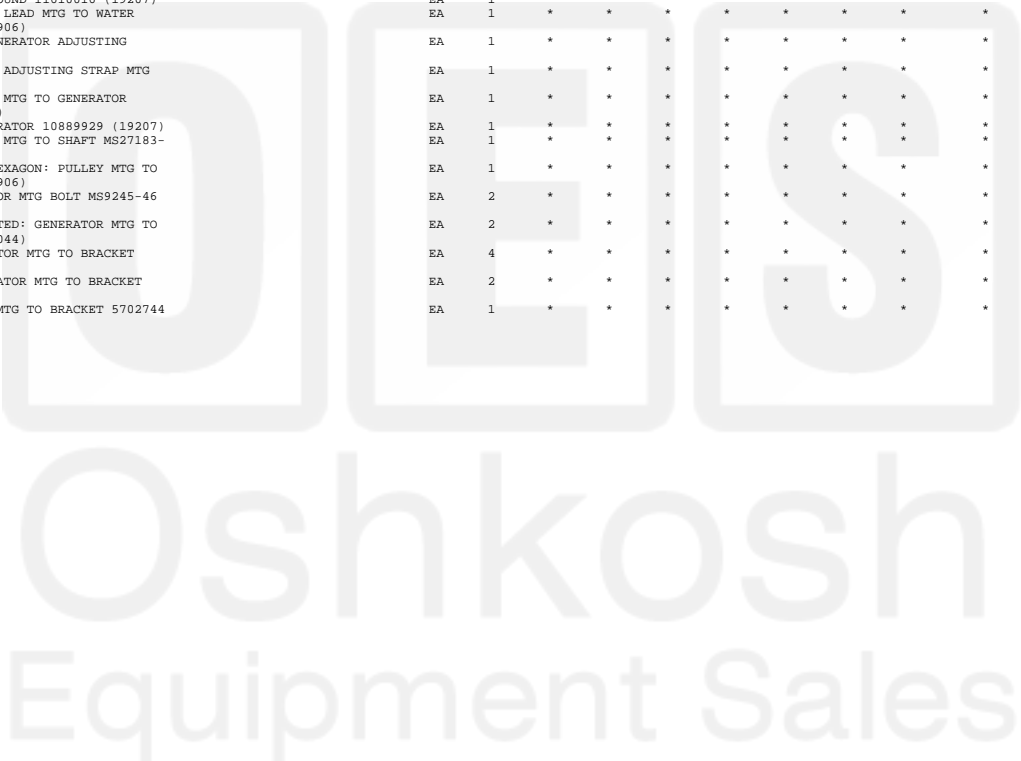 LEAD MTG TO WATER EA 1 * * * * * * * *
906)
NERATOR ADJUSTING EA 1 * * * * * * * *
ADJUSTING STRAP MTG EA 1 * * * * * * * *
MTG TO GENERATOR EA 1 * * * * * * * *
)
RATOR 10889929 (19207) EA 1 * * * * * * * *
MTG TO SHAFT MS27183- EA 1 * * * * * * * *
EXAGON: PULLEY MTG TO EA 1 * * * * * * * *
906)
OR MTG BOLT MS9245-46 EA 2 * * * * * * * *
TED: GENERATOR MTG TO EA 2 * * * * * * * *
044)
TOR MTG TO BRACKET EA 4 * * * * * * * *
ATOR MTG TO BRACKET EA 2 * * * * * * * *
MTG TO BRACKET 5702744 EA 1 * * * * * * * *
OES
Oshkosh
Equipment Sales